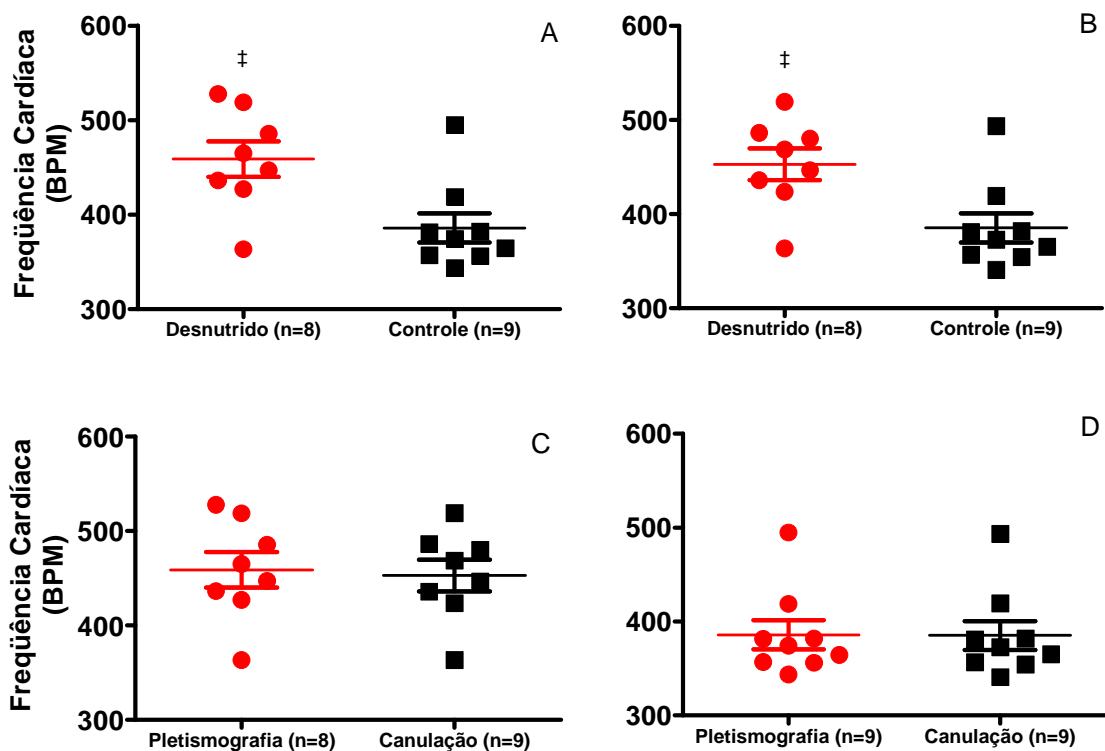 A
Freqüência Cardíaca
(BPM)
600
500
400
300
‡
Desnutrido (n=8)
Controle (n=9)
B
600
500
400
300
‡
Desnutrido (n=8)
Controle (n=9)
C
Freqüência Cardíaca
(BPM)
600
500
400
300
Pletismografia (n=8)
Canulação (n=9)
D
600
500
400
300
Pletismografia (n=9)
Canulação (n=9)